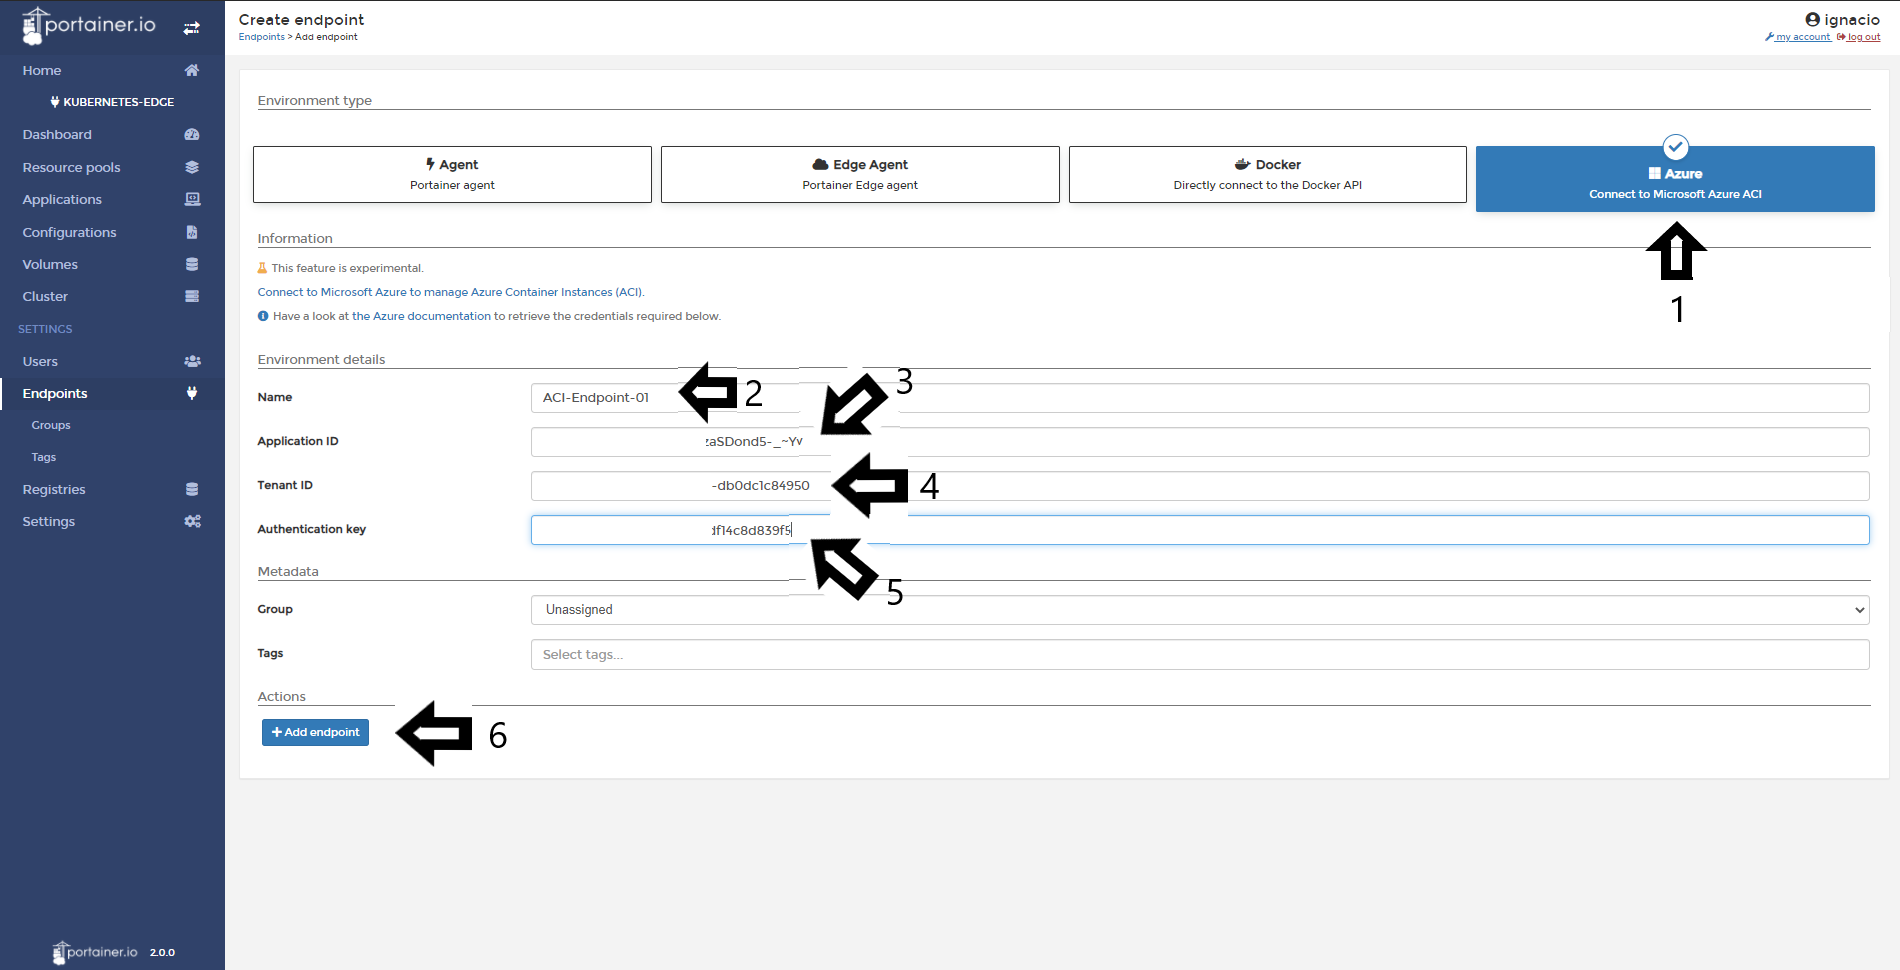 portainer.io
Create endpoint
Endpoints > Add endpoint
ignacio
my account log out
Home
KUBERNETES-EDGE
Dashboard
Resource pools
Applications
Configurations
Volumes
Cluster
SETTINGS
Users
Endpoints
Groups
Tags
Registries
Settings
portainer.io 2.0.0
Environment type
Agent
Portainer agent
Edge Agent
Portainer Edge agent
Docker
Directly connect to the Docker API
Azure
Connect to Microsoft Azure ACI
1
Information
This feature is experimental.
Connect to Microsoft Azure to manage Azure Container Instances (ACI).
Have a look at the Azure documentation to retrieve the credentials required below.
Environment details
Name ACI-Endpoint-01 2
3
Application ID zaSDond5-_~Yv
Tenant ID -db0dc1c84950 4
Authentication key df14c8d839f5
5
Metadata
Group Unassigned
Tags Select tags...
Actions
+ Add endpoint 6